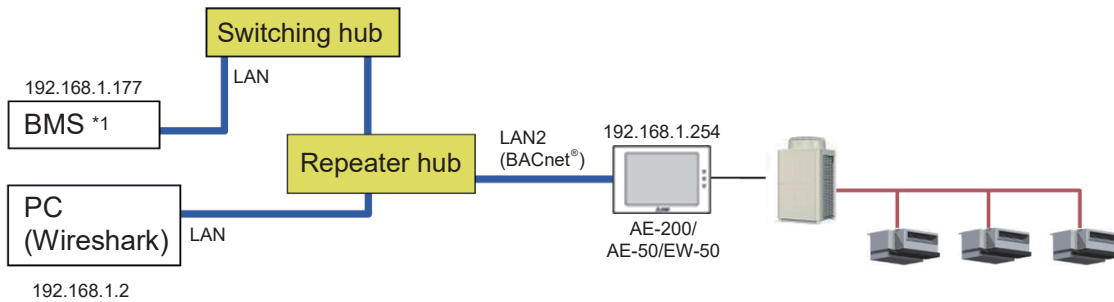 Switching hub
LAN
192.168.1.177
BMS *1
Repeater hub
LAN2
(BACnet®)
192.168.1.254
PC
(Wireshark)
LAN
192.168.1.2
AE-200/
AE-50/EW-50